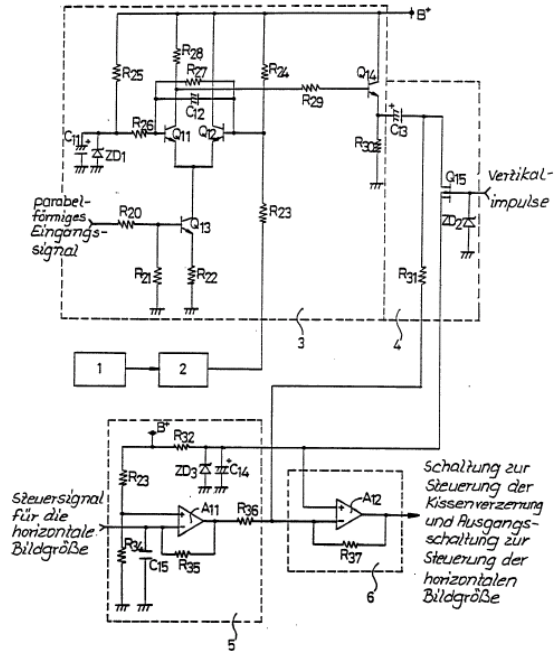 B⁺
R25
R28
R27
C12
R24
Q14
R29
C11
R26
ZD1
Q11
Q12
C13
R30
Q15
Vertikal-
impulse
ZD2
parabel-
förmiges
Eingangs-
signal
R20
Q13
R23
R21
R22
R31
3
4
1
2
B⁺
R32
R23
ZD3
C14
Steuersignal
für die
horizontale
Bildgröße
A11
R36
A12
R34
C15
R35
R37
5
6
Schaltung zur
Steuerung der
Kissenverzerrung
und Ausgangs-
schaltung zur
Steuerung der
horizontalen
Bildgröße